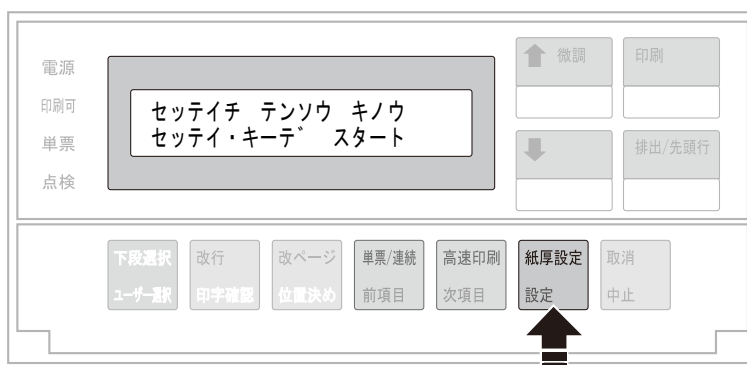 電源
印刷可
単票
点検
セッテイチ テンソウ キノウ
セッテイ・キーデ スタート
微調
印刷
排出/先頭行
下段選択
ユーザー選択
改行
印字確認
改ページ
位置決め
単票/連続
前項目
高速印刷
次項目
紙厚設定
設定
取消
中止